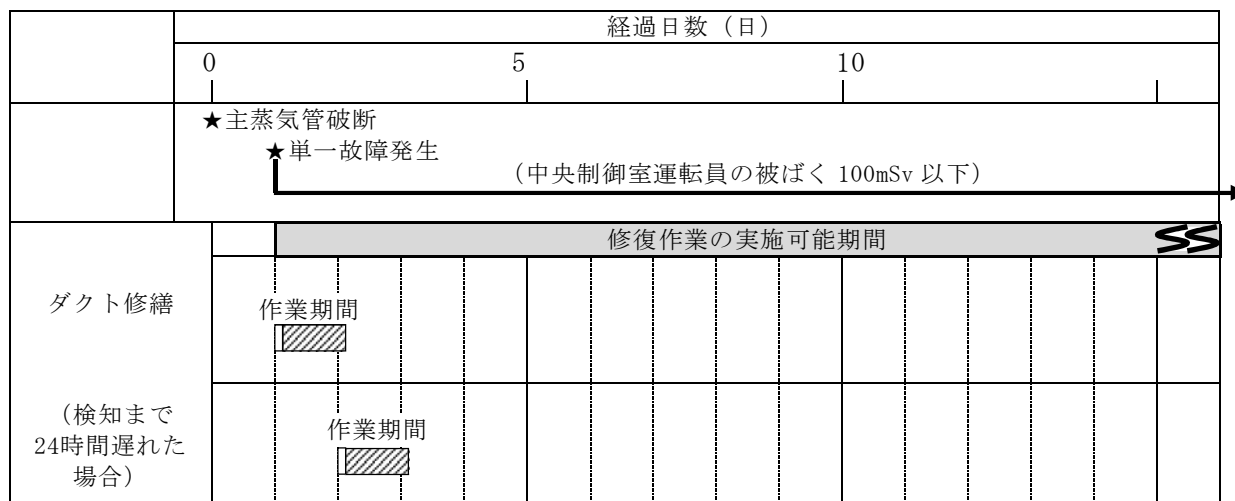 経過日数（日）
0 5 10
★主蒸気管破断
★単一故障発生
（中央制御室運転員の被ばく 100mSv 以下）
修復作業の実施可能期間
ダクト修繕
作業期間
（検知まで
24時間遅れた
場合）
作業期間